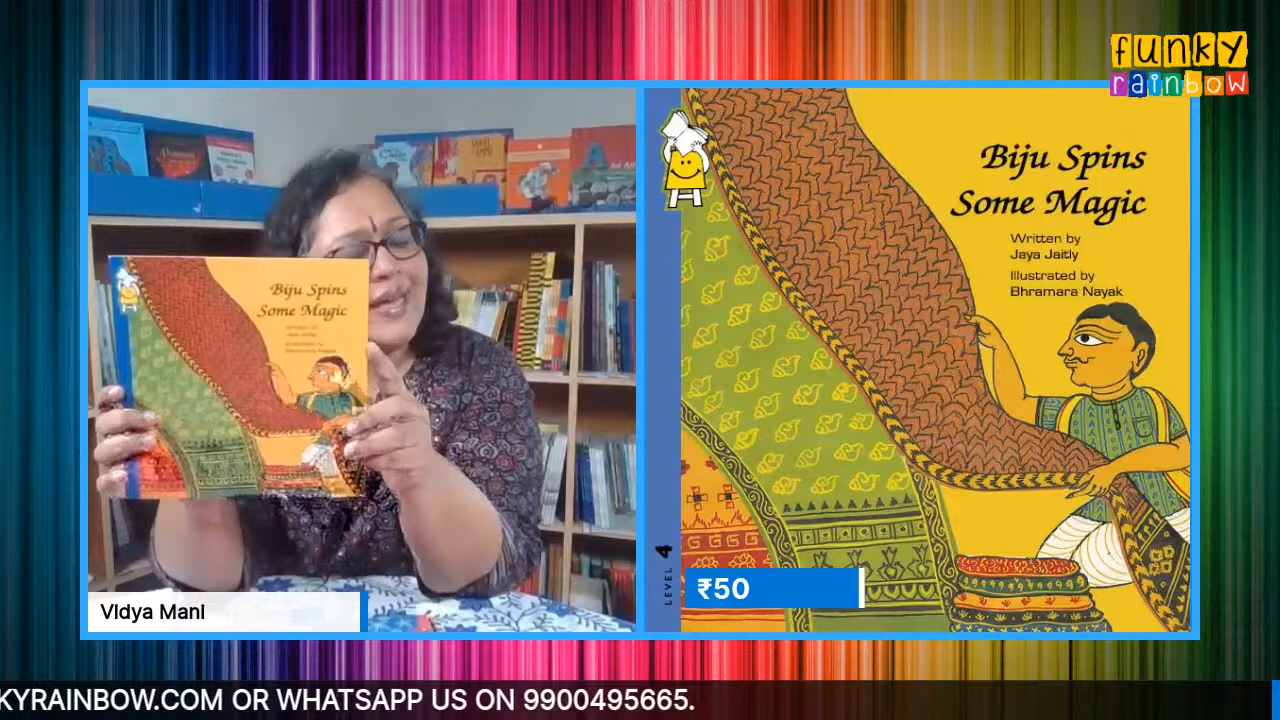 funky
rainbow
Biju Spins
Some Magic
Biju Spins
Some Magic
Written by
Jaya Jaitly
Illustrated by
Bhramara Nayak
LEVEL 4
₹50
Vidya Mani
KYRAINBOW.COM OR WHATSAPP US ON 9900495665.